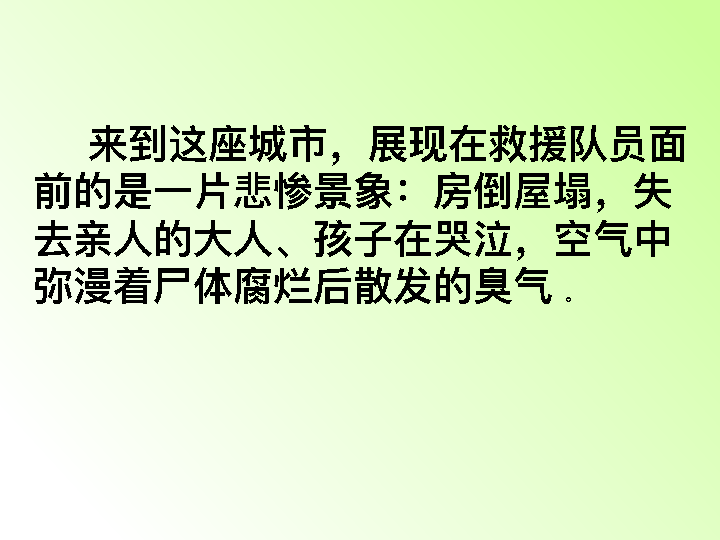 来到这座城市，展现在救援队员面
前的是一片悲惨景象：房倒屋塌，失
去亲人的大人、孩子在哭泣，空气中
弥漫着尸体腐烂后散发的臭气。